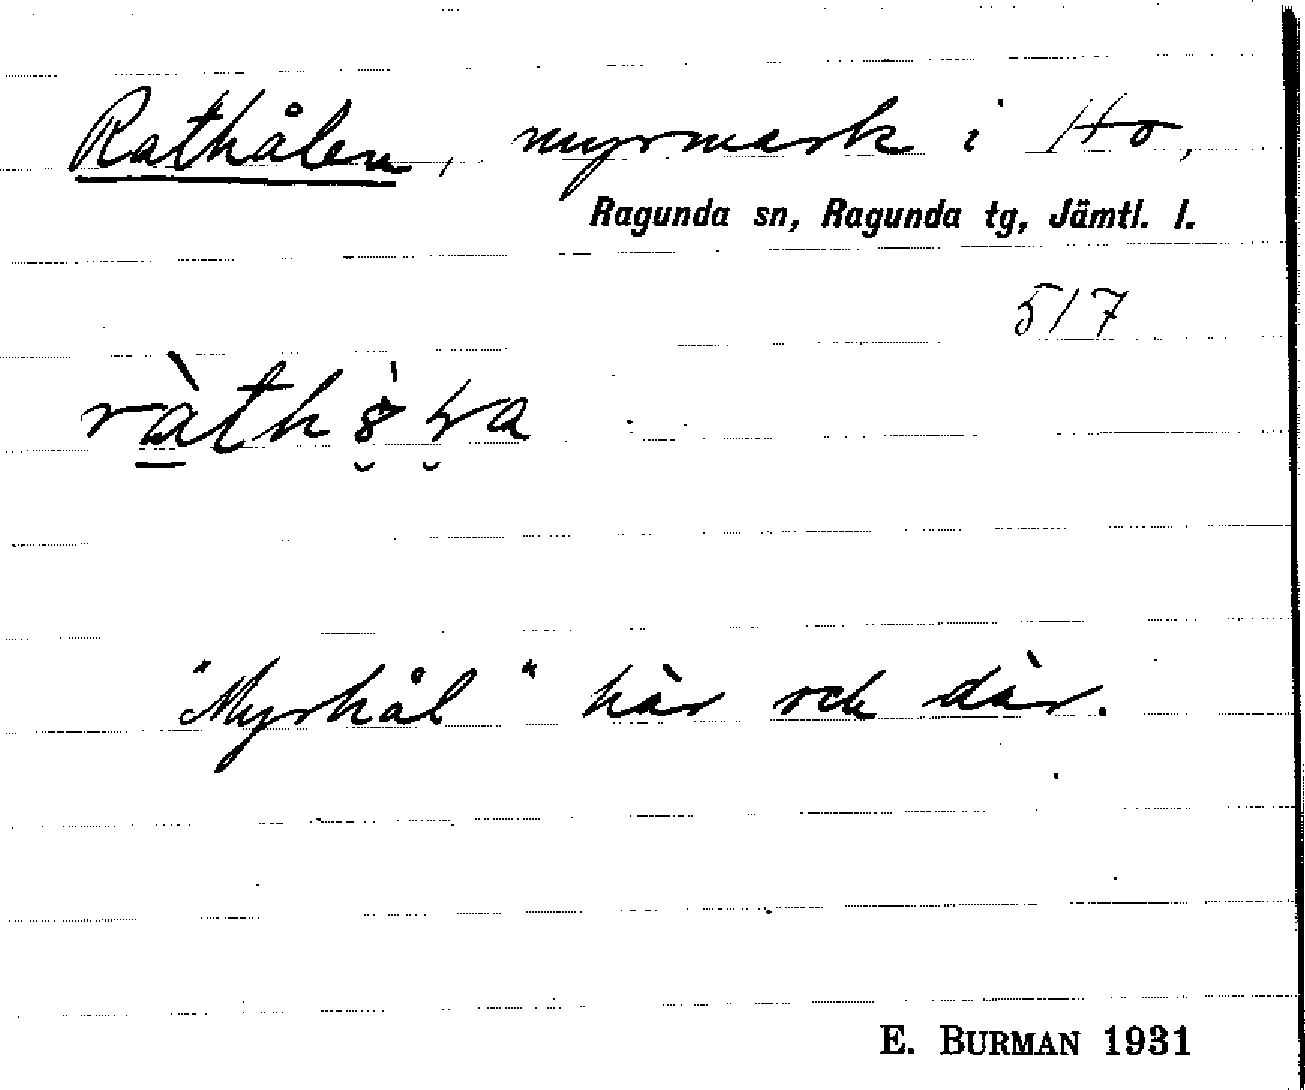 Rathålen, myrmark i Ho,
Ragunda sn, Ragunda tg, Jämtl. l.
517
"Myrhål" här och där.
E. BURMAN 1931